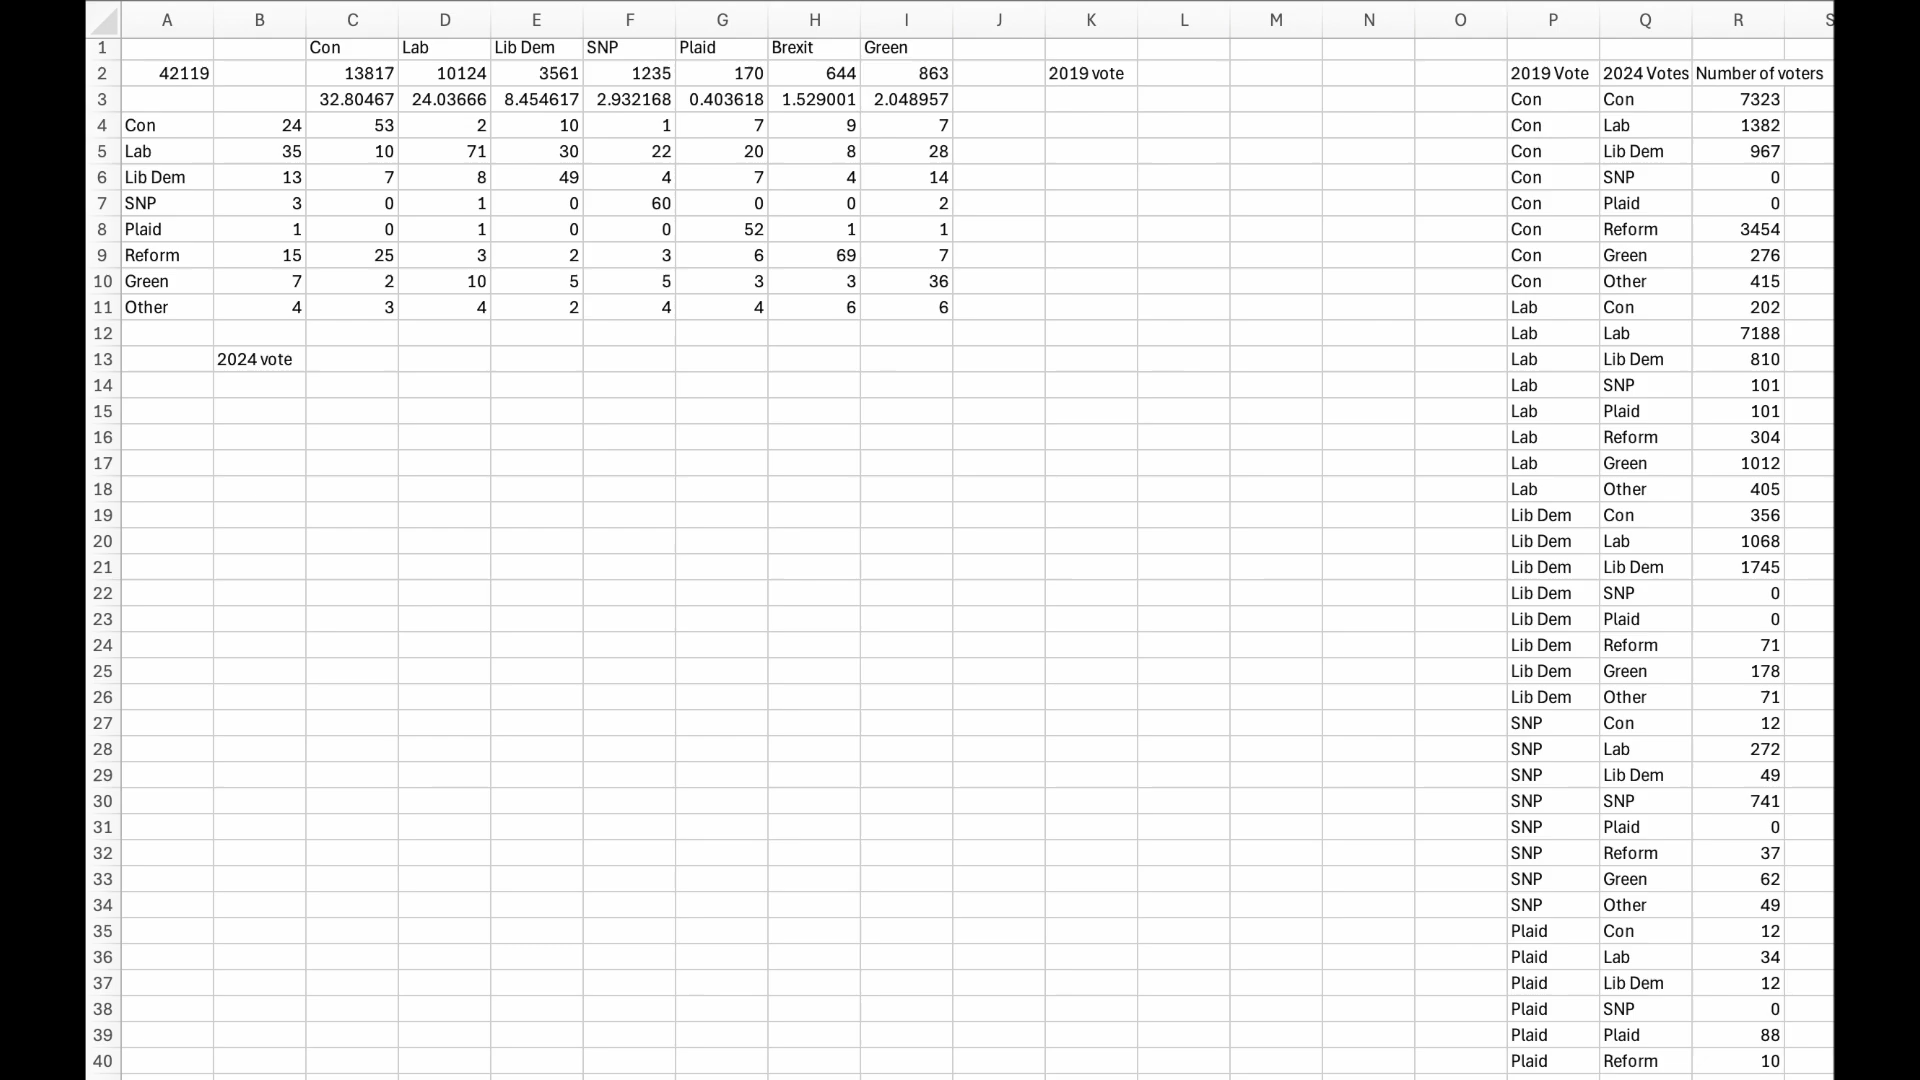 A B C D E F G H I J K L M N O P Q R S
1 Con Lab Lib Dem SNP Plaid Brexit Green
2 42119 13817 10124 3561 1235 170 644 863 2019 vote 2019 Vote 2024 Votes Number of voters
3 32.80467 24.03666 8.454617 2.932168 0.403618 1.529001 2.048957 Con Con 7323
4 Con 24 53 2 10 1 7 9 7 Con Lab 1382
5 Lab 35 10 71 30 22 20 8 28 Con Lib Dem 967
6 Lib Dem 13 7 8 49 4 7 4 14 Con SNP 0
7 SNP 3 0 1 0 60 0 0 2 Con Plaid 0
8 Plaid 1 0 1 0 0 52 1 1 Con Reform 3454
9 Reform 15 25 3 2 3 6 69 7 Con Green 276
10 Green 7 2 10 5 5 3 3 36 Con Other 415
11 Other 4 3 4 2 4 4 6 6 Lab Con 202
12 Lab Lab 7188
13 2024 vote Lab Lib Dem 810
14 Lab SNP 101
15 Lab Plaid 101
16 Lab Reform 304
17 Lab Green 1012
18 Lab Other 405
19 Lib Dem Con 356
20 Lib Dem Lab 1068
21 Lib Dem Lib Dem 1745
22 Lib Dem SNP 0
23 Lib Dem Plaid 0
24 Lib Dem Reform 71
25 Lib Dem Green 178
26 Lib Dem Other 71
27 SNP Con 12
28 SNP Lab 272
29 SNP Lib Dem 49
30 SNP SNP 741
31 SNP Plaid 0
32 SNP Reform 37
33 SNP Green 62
34 SNP Other 49
35 Plaid Con 12
36 Plaid Lab 34
37 Plaid Lib Dem 12
38 Plaid SNP 0
39 Plaid Plaid 88
40 Plaid Reform 10